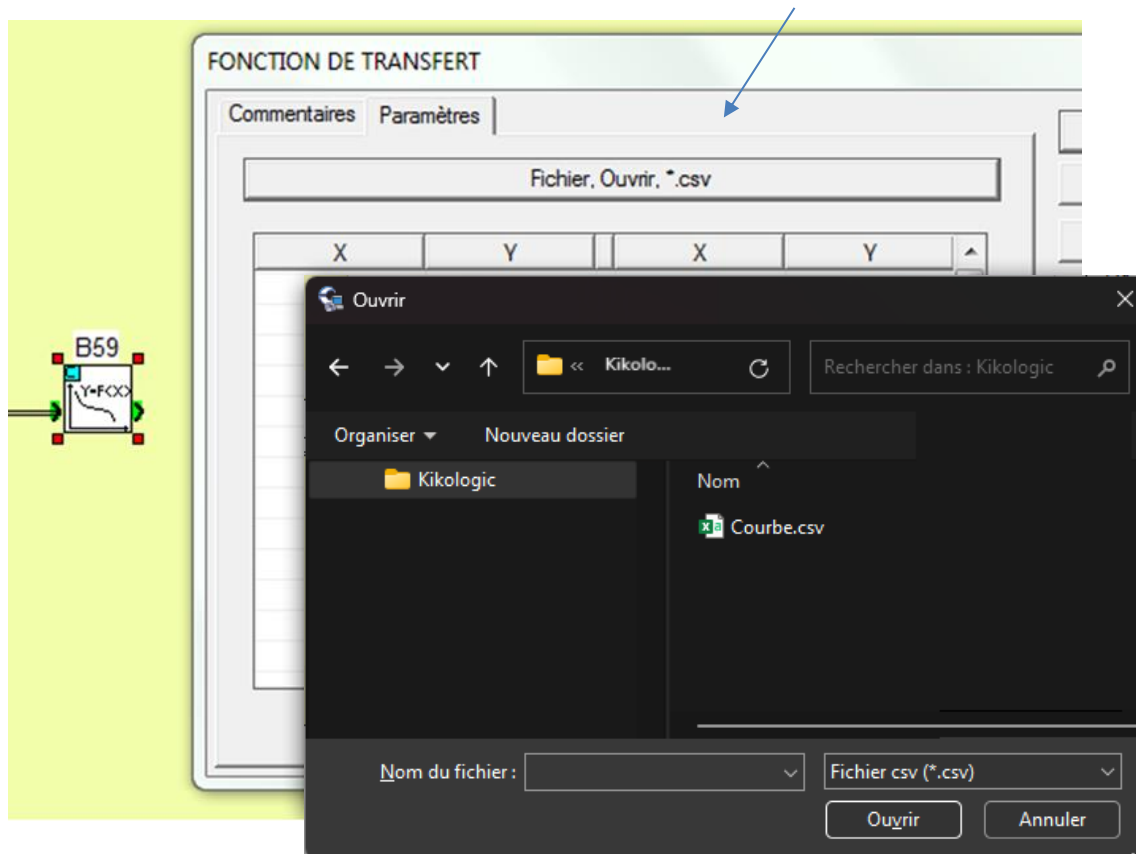 FONCTION DE TRANSFERT
Commentaires Paramètres
Fichier, Ouvrir, *.csv
X Y X Y
Ouvrir
B59
Y=F(X)
« Kikolo...
Rechercher dans : Kikologic
Organiser Nouveau dossier
Kikologic
Nom
Courbe.csv
Nom du fichier :
Fichier csv (*.csv)
Ouvrir Annuler